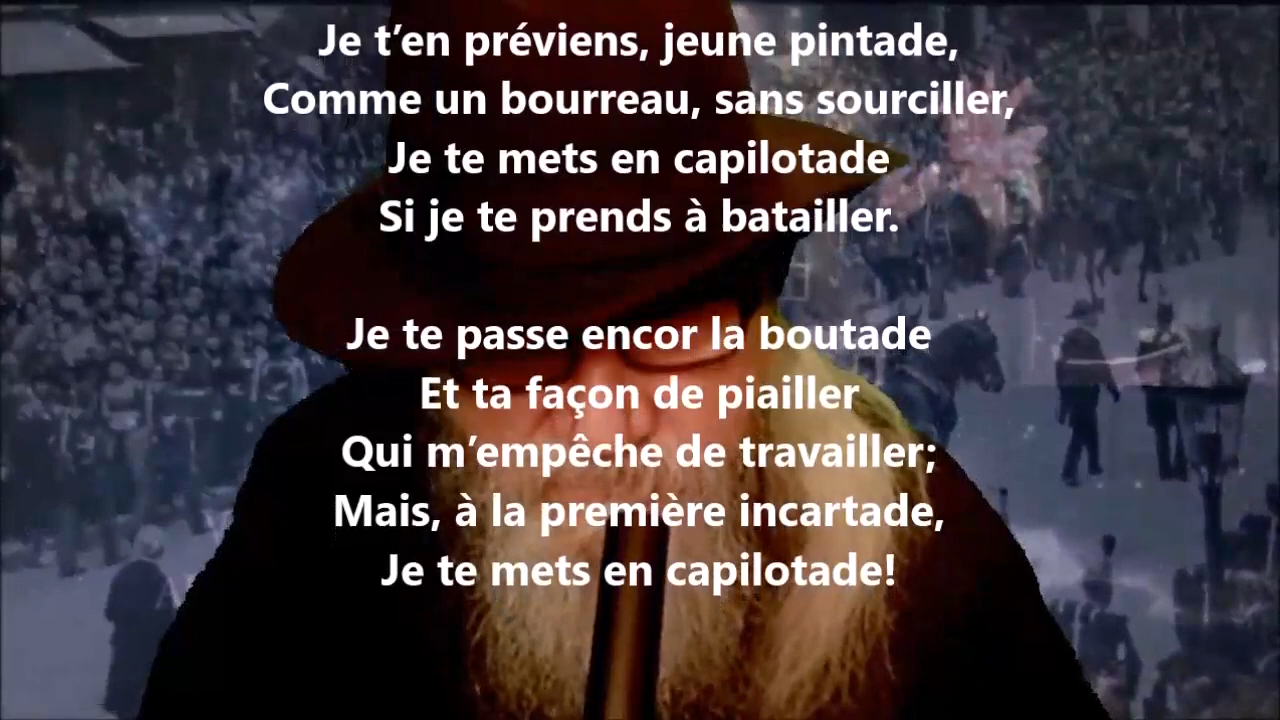 Je t’en préviens, jeune pintade,
Comme un bourreau, sans sourciller,
Je te mets en capilotade
Si je te prends à batailler.
Je te passe encor la boutade
Et ta façon de piailler
Qui m’empêche de travailler;
Mais, à la première incartade,
Je te mets en capilotade!